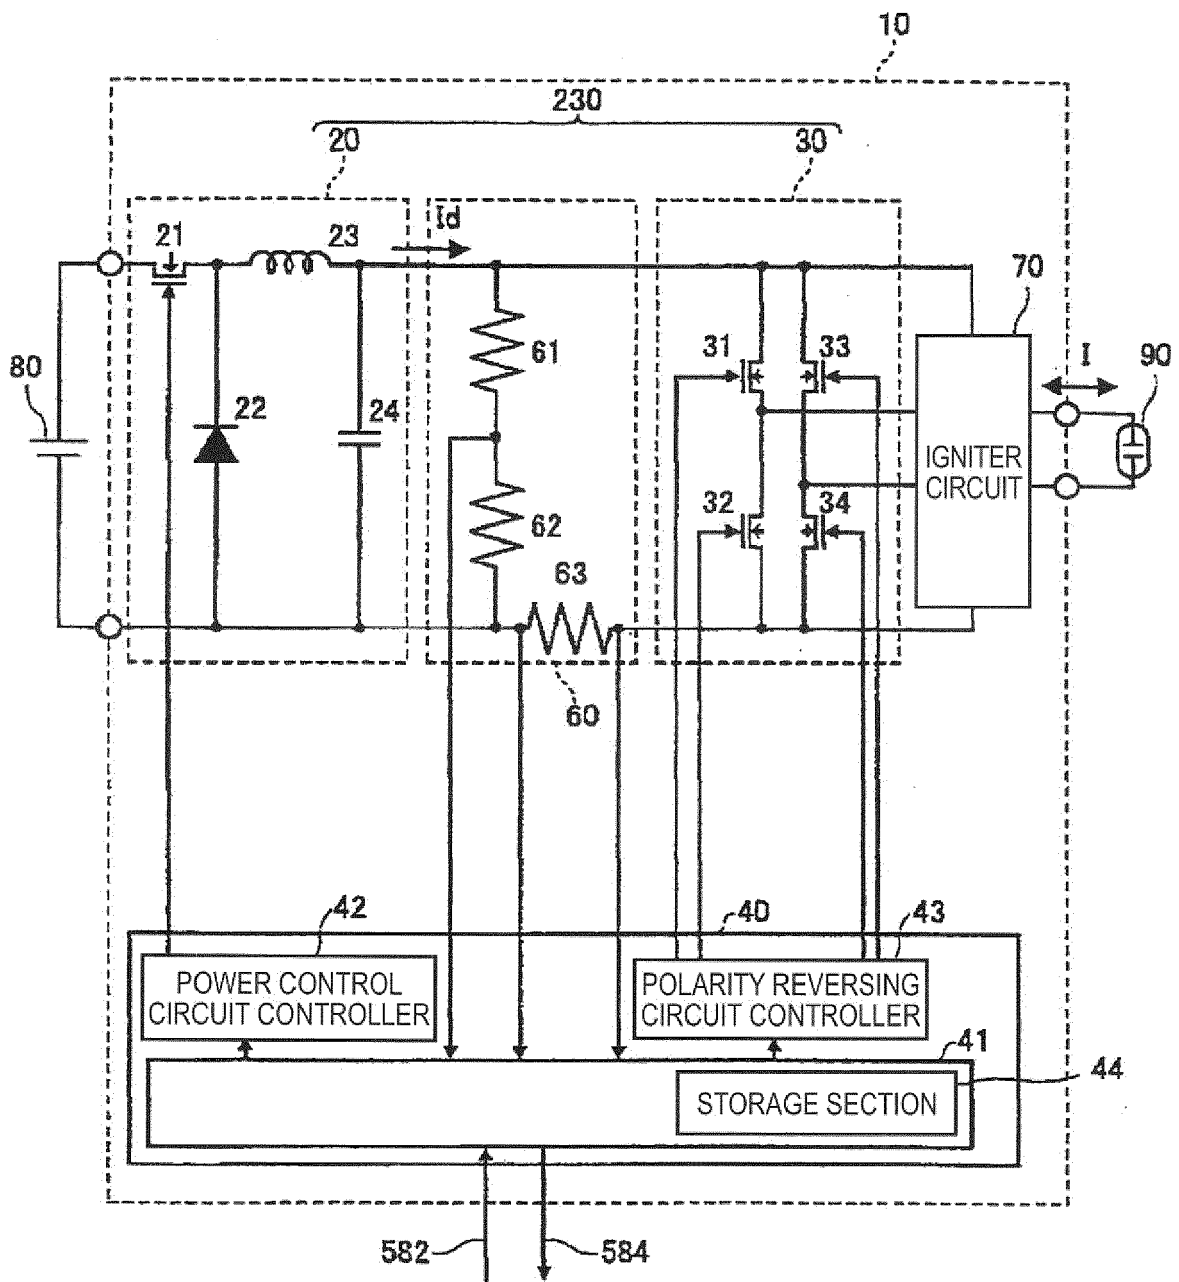 10
230
20
30
Id
21
23
70
31
33
61
I
90
80
22
24
IGNITER
CIRCUIT
32
34
62
63
60
42
40
43
POWER CONTROL
CIRCUIT CONTROLLER
POLARITY REVERSING
CIRCUIT CONTROLLER
41
44
STORAGE SECTION
582
584